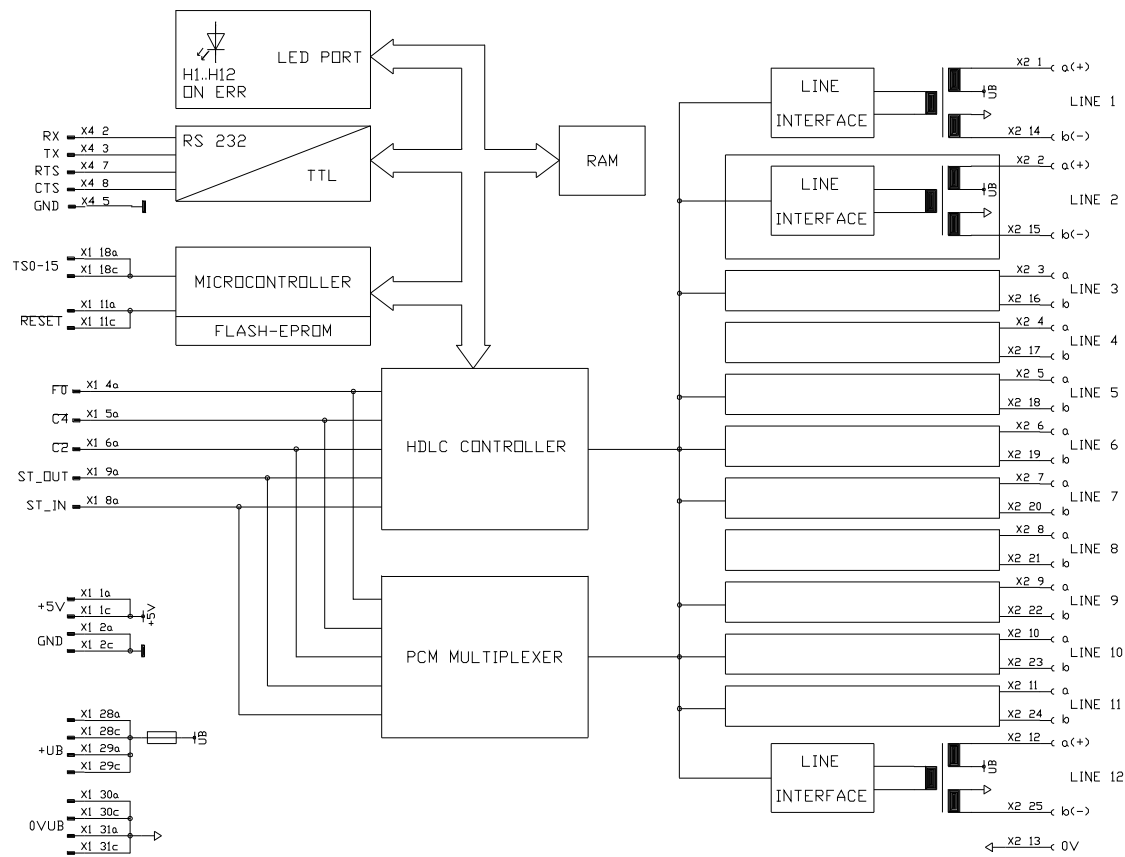 LED PORT
H1..H12
ON ERR
RS 232
TTL
RX X4 2
TX X4 3
RTS X4 7
CTS X4 8
GND X4 5
RAM
TS0-15
X1 18a
X1 18c
RESET
X1 11a
X1 11c
MICROCONTROLLER
FLASH-EPROM
F0 X1 4a
C4 X1 5a
C2 X1 6a
ST_OUT X1 9a
ST_IN X1 8a
HDLC CONTROLLER
PCM MULTIPLEXER
+5V
X1 1a
X1 1c
+5V
GND
X1 2a
X1 2c
+UB
X1 28a
X1 28c
X1 29a
X1 29c
UB
0VUB
X1 30a
X1 30c
X1 31a
X1 31c
LINE
INTERFACE
UB
X2 1 a(+)
LINE 1
X2 14 b(-)
LINE
INTERFACE
UB
X2 2 a(+)
LINE 2
X2 15 b(-)
X2 3 a
LINE 3
X2 16 b
X2 4 a
LINE 4
X2 17 b
X2 5 a
LINE 5
X2 18 b
X2 6 a
LINE 6
X2 19 b
X2 7 a
LINE 7
X2 20 b
X2 8 a
LINE 8
X2 21 b
X2 9 a
LINE 9
X2 22 b
X2 10 a
LINE 10
X2 23 b
X2 11 a
LINE 11
X2 24 b
LINE
INTERFACE
UB
X2 12 a(+)
LINE 12
X2 25 b(-)
X2 13 0V